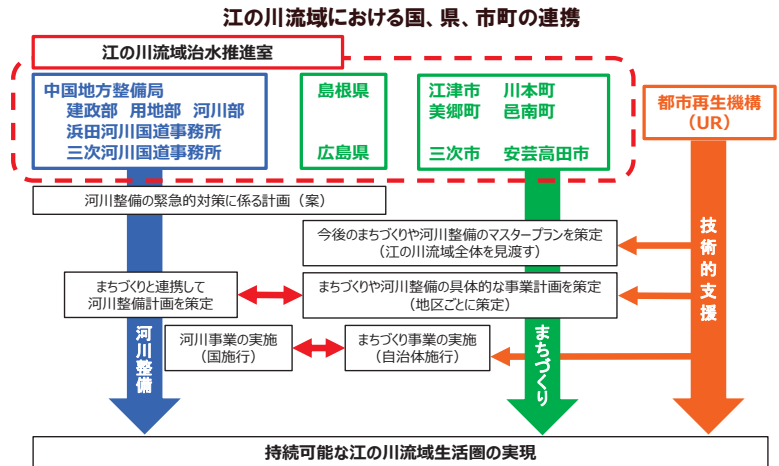 江の川流域における国、県、市町の連携
江の川流域治水推進室
中国地方整備局
建政部 用地部 河川部
浜田河川国道事務所
三次河川国道事務所
島根県
広島県
江津市 川本町
美郷町 邑南町
三次市 安芸高田市
都市再生機構
（UR）
河川整備の緊急的対策に係る計画（案）
今後のまちづくりや河川整備のマスタープランを策定
（江の川流域全体を見渡す）
まちづくりと連携して
河川整備計画を策定
まちづくりや河川整備の具体的な事業計画を策定
（地区ごとに策定）
河川事業の実施
（国施行）
まちづくり事業の実施
（自治体施行）
河川整備
まちづくり
技術的支援
持続可能な江の川流域生活圏の実現